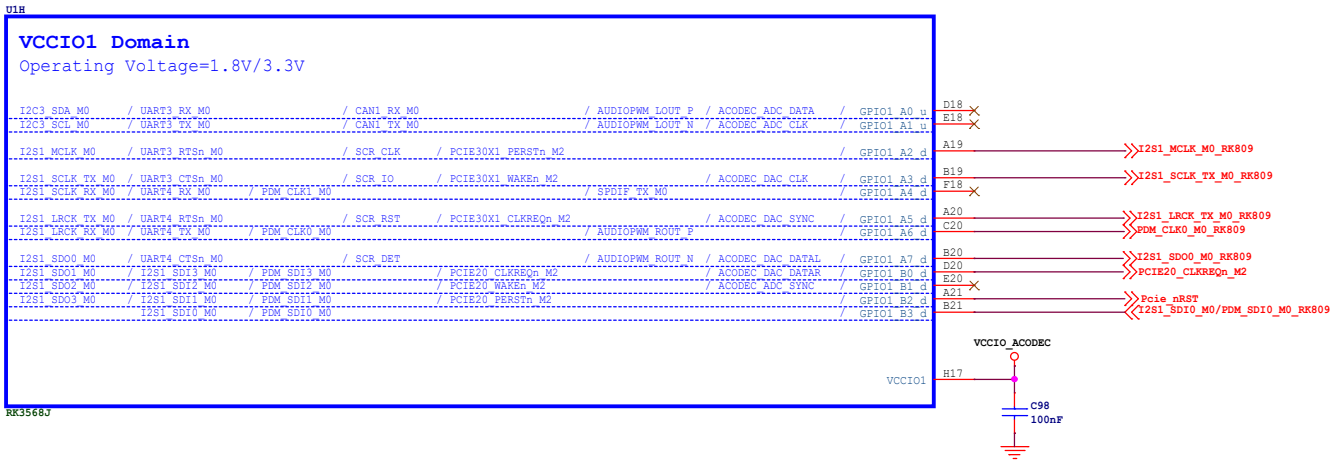 U1H
VCCIO1 Domain
Operating Voltage=1.8V/3.3V
I2C3_SDA_M0 / UART3_RX_M0 / CAN1_RX_M0 / AUDIOPWM_LOUT_P / ACODEC_ADC_DATA / GPIO1_A0_u D18
I2C3_SCL_M0 / UART3_TX_M0 / CAN1_TX_M0 / AUDIOPWM_LOUT_N / ACODEC_ADC_CLK / GPIO1_A1_u E18
I2S1_MCLK_M0 / UART3_RTSn_M0 / SCR_CLK / PCIE30X1_PERSTn_M2 / GPIO1_A2_d A19 I2S1_MCLK_M0_RK809
I2S1_SCLK_TX_M0 / UART3_CTSn_M0 / SCR_IO / PCIE30X1_WAKEn_M2 / ACODEC_DAC_CLK / GPIO1_A3_d B19 I2S1_SCLK_TX_M0_RK809
I2S1_SCLK_RX_M0 / UART4_RX_M0 / PDM_CLK1_M0 / SPDIF_TX_M0 / GPIO1_A4_d F18
I2S1_LRCK_TX_M0 / UART4_RTSn_M0 / SCR_RST / PCIE30X1_CLKREQn_M2 / ACODEC_DAC_SYNC / GPIO1_A5_d A20 I2S1_LRCK_TX_M0_RK809
I2S1_LRCK_RX_M0 / UART4_TX_M0 / PDM_CLK0_M0 / AUDIOPWM_ROUT_P / GPIO1_A6_d C20 PDM_CLK0_M0_RK809
I2S1_SDO0_M0 / UART4_CTSn_M0 / SCR_DET / AUDIOPWM_ROUT_N / ACODEC_DAC_DATAL / GPIO1_A7_d B20 I2S1_SDO0_M0_RK809
I2S1_SDO1_M0 / I2S1_SDI3_M0 / PDM_SDI3_M0 / PCIE20_CLKREQn_M2 / ACODEC_DAC_DATAR / GPIO1_B0_d D20 PCIE20_CLKREQn_M2
I2S1_SDO2_M0 / I2S1_SDI2_M0 / PDM_SDI2_M0 / PCIE20_WAKEn_M2 / ACODEC_ADC_SYNC / GPIO1_B1_d E20
I2S1_SDO3_M0 / I2S1_SDI1_M0 / PDM_SDI1_M0 / PCIE20_PERSTn_M2 / GPIO1_B2_d A21 Pcie_nRST
I2S1_SDI0_M0 / PDM_SDI0_M0 / GPIO1_B3_d B21 I2S1_SDI0_M0/PDM_SDI0_M0_RK809
VCCIO_ACODEC
VCCIO1 H17
C98
100nF
RK3568J